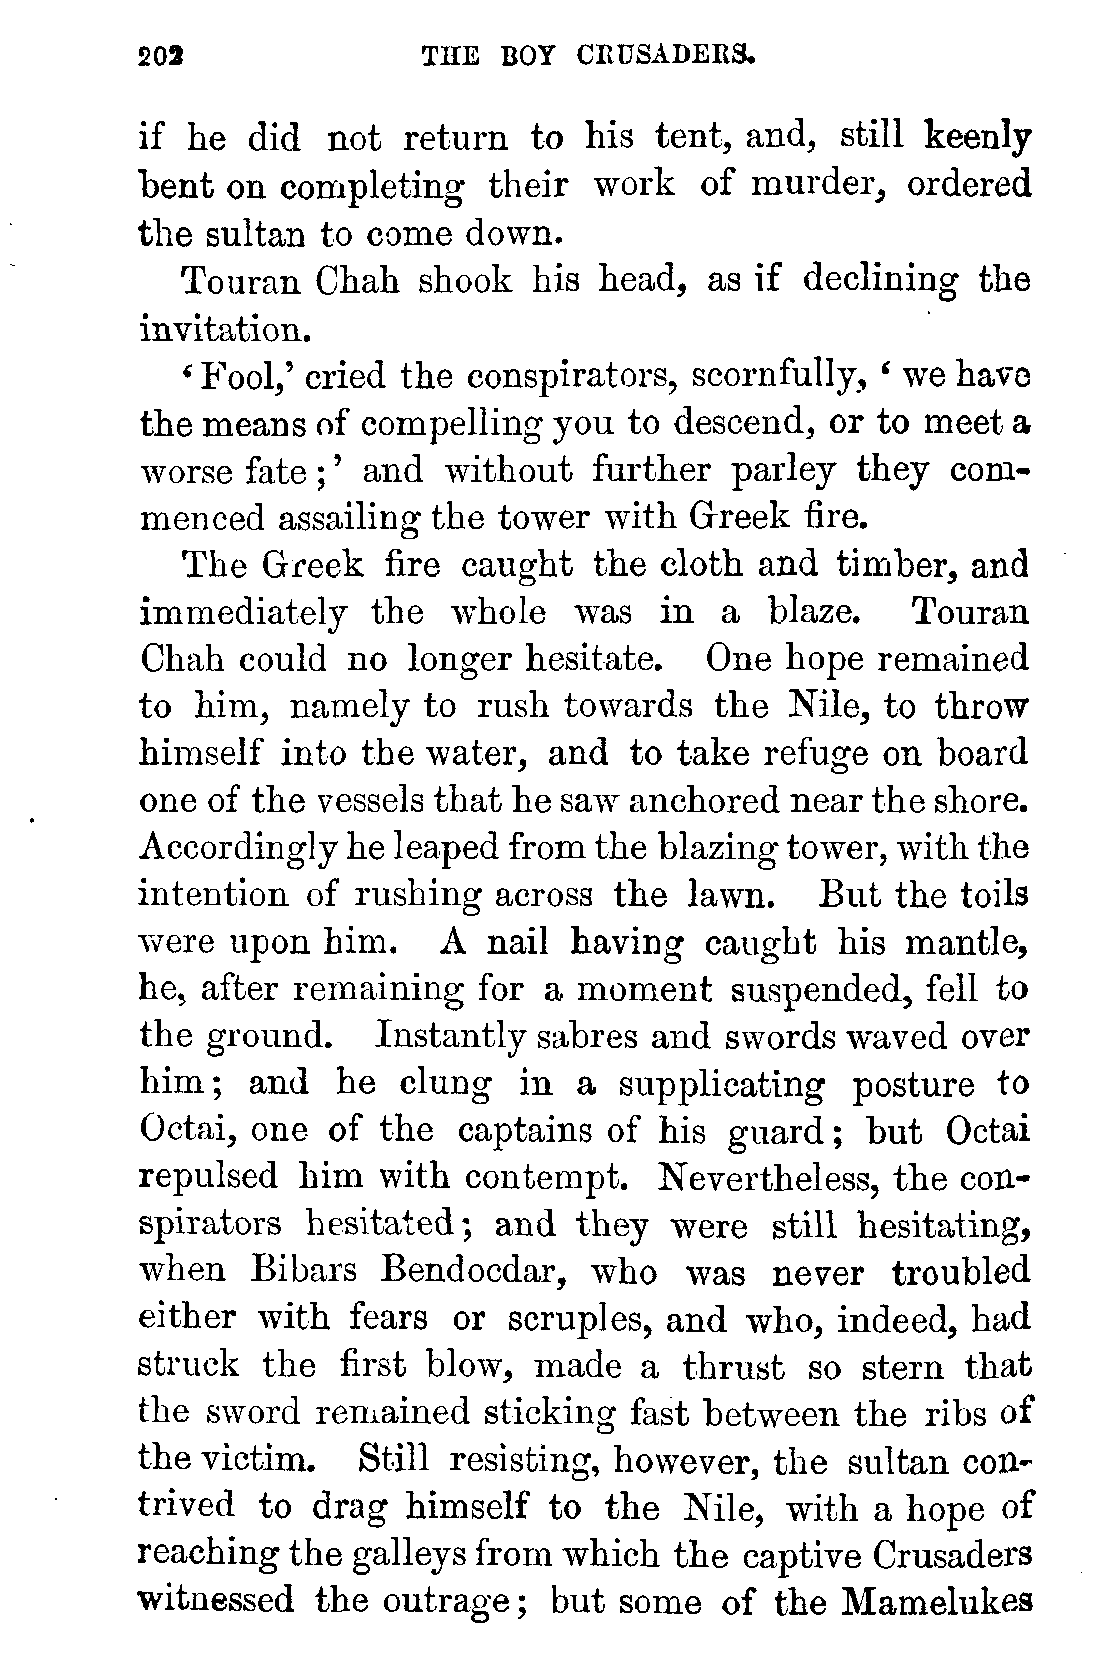 202 THE BOY CRUSADERS.
if he did not return to his tent, and, still keenly
bent on completing their work of murder, ordered
the sultan to come down.
Touran Chah shook his head, as if declining the
invitation.
‘Fool,’ cried the conspirators, scornfully, ‘we have
the means of compelling you to descend, or to meet a
worse fate;’ and without further parley they com-
menced assailing the tower with Greek fire.
The Greek fire caught the cloth and timber, and
immediately the whole was in a blaze. Touran
Chah could no longer hesitate. One hope remained
to him, namely to rush towards the Nile, to throw
himself into the water, and to take refuge on board
one of the vessels that he saw anchored near the shore.
Accordingly he leaped from the blazing tower, with the
intention of rushing across the lawn. But the toils
were upon him. A nail having caught his mantle,
he, after remaining for a moment suspended, fell to
the ground. Instantly sabres and swords waved over
him; and he clung in a supplicating posture to
Octai, one of the captains of his guard; but Octai
repulsed him with contempt. Nevertheless, the con-
spirators hesitated; and they were still hesitating,
when Bibars Bendocdar, who was never troubled
either with fears or scruples, and who, indeed, had
struck the first blow, made a thrust so stern that
the sword remained sticking fast between the ribs of
the victim. Still resisting, however, the sultan con-
trived to drag himself to the Nile, with a hope of
reaching the galleys from which the captive Crusaders
witnessed the outrage; but some of the Mamelukes